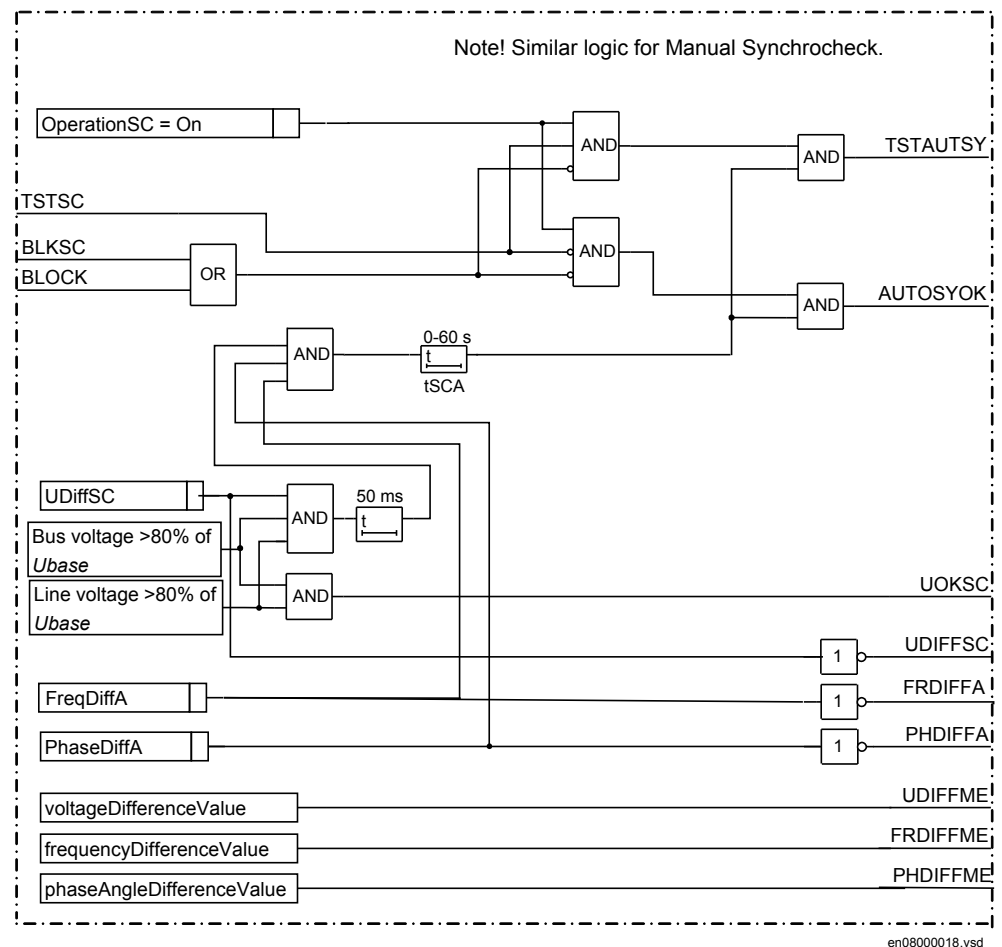 Note! Similar logic for Manual Synchrocheck.
OperationSC = On
AND
AND
TSTAUTSY
TSTSC
BLKSC
BLOCK
OR
AND
AND
AUTOSYOK
AND
0-60 s
t
tSCA
UDiffSC
AND
50 ms
t
Bus voltage >80% of
Ubase
Line voltage >80% of
Ubase
AND
UOKSC
1
UDIFFSC
FreqDiffA
1
FRDIFFA
PhaseDiffA
1
PHDIFFA
voltageDifferenceValue
UDIFFME
frequencyDifferenceValue
FRDIFFME
phaseAngleDifferenceValue
PHDIFFME
en08000018.vsd